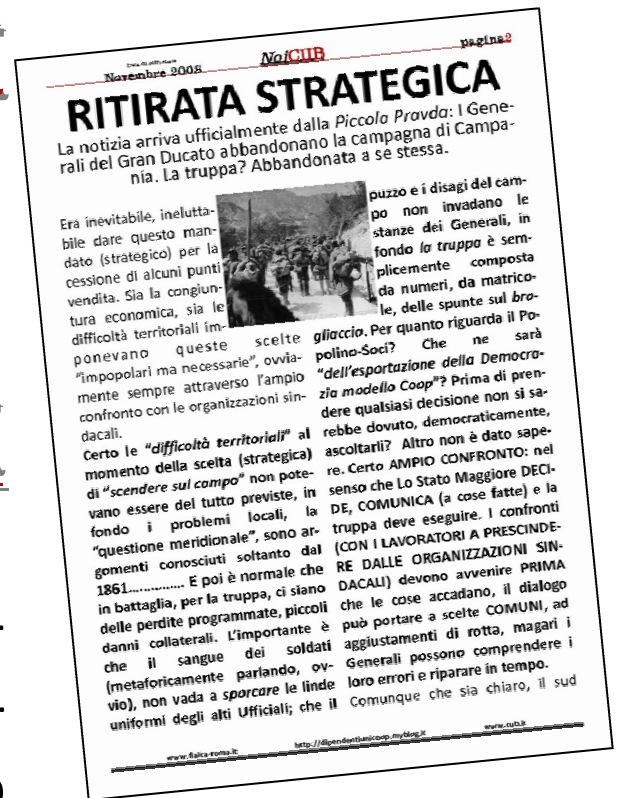 Novembre 2008
NoiCUB
pagina2
RITIRATA STRATEGICA
La notizia arriva ufficialmente dalla Piccola Pravda: I Gene-
rali del Gran Ducato abbandonano la campagna di Campa-
nia. La truppa? Abbandonata a se stessa.
Era inevitabile, inelutta-
bile dare questo man-
dato (strategico) per la
cessione di alcuni punti
vendita. Sia la congiun-
tura economica, sia le
difficoltà territoriali im-
ponevano queste scelte
"impopolari ma necessarie", ovvia-
mente sempre attraverso l'ampio
confronto con le organizzazioni sin-
dacali.
Certo le "difficoltà territoriali" al
momento della scelta (strategica)
di "scendere sul campo" non pote-
vano essere del tutto previste, in
fondo i problemi locali, la
"questione meridionale", sono ar-
gomenti conosciuti soltanto dal
1861............... E poi è normale che
in battaglia, per la truppa, ci siano
delle perdite programmate, piccoli
danni collaterali. L'importante è
che il sangue dei soldati
(metaforicamente parlando, ov-
vio), non vada a sporcare le linde
uniformi degli alti Ufficiali; che il
puzzo e i disagi del cam-
po non invadano le
stanze dei Generali, in
fondo la truppa è sem-
plicemente composta
da numeri, da matrico-
le, delle spunte sul bro-
gliaccio. Per quanto riguarda il Po-
polino-Soci? Che ne sarà
"dell'esportazione della Democra-
zia modello Coop"? Prima di pren-
dere qualsiasi decisione non si sa-
rebbe dovuto, democraticamente,
ascoltarli? Altro non è dato sape-
re. Certo AMPIO CONFRONTO: nel
senso che Lo Stato Maggiore DECI-
DE, COMUNICA (a cose fatte) e la
truppa deve eseguire. I confronti
(CON I LAVORATORI A PRESCINDE-
RE DALLE ORGANIZZAZIONI SIN-
DACALI) devono avvenire PRIMA
che le cose accadano, il dialogo
può portare a scelte COMUNI, ad
aggiustamenti di rotta, magari i
Generali possono comprendere i
loro errori e riparare in tempo.
Comunque che sia chiaro, il sud
www.flaica-roma.it
http://dipendentiunicoop.myblog.it
www.cub.it